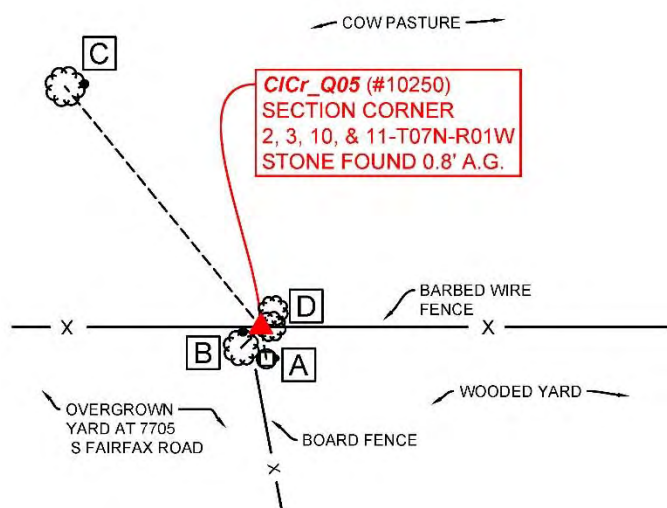 COW PASTURE
C
ClCr_Q05 (#10250)
SECTION CORNER
2, 3, 10, & 11-T07N-R01W
STONE FOUND 0.8' A.G.
D
BARBED WIRE
FENCE
X
X
B
A
WOODED YARD
OVERGROWN
YARD AT 7705
S FAIRFAX ROAD
BOARD FENCE
X